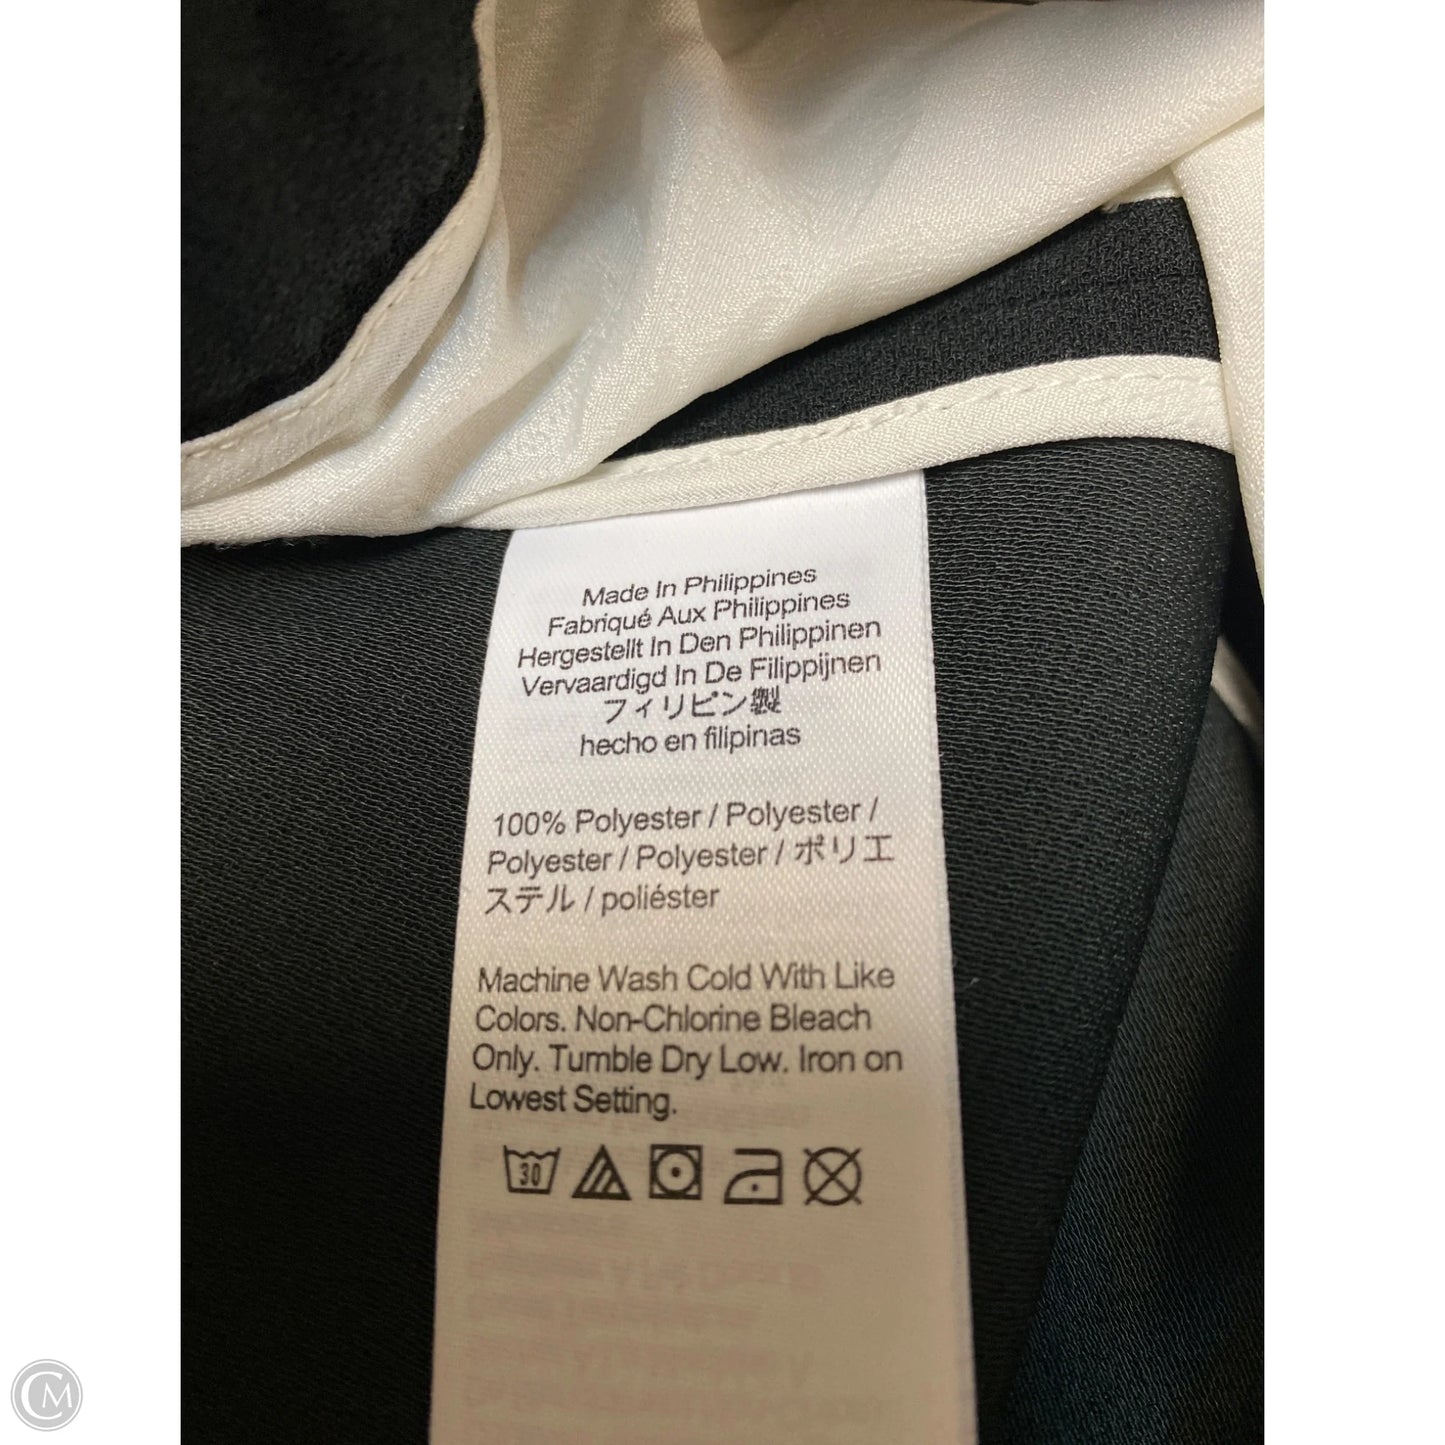 Made In Philippines
Fabriqué Aux Philippines
Hergestellt In Den Philippinen
Vervaardigd In De Filippijnen
フィリピン製
hecho en filipinas
100% Polyester / Polyester /
Polyester / Polyester / ポリエ
ステル / poliéster
Machine Wash Cold With Like
Colors. Non-Chlorine Bleach
Only. Tumble Dry Low. Iron on
Lowest Setting.
30
CM